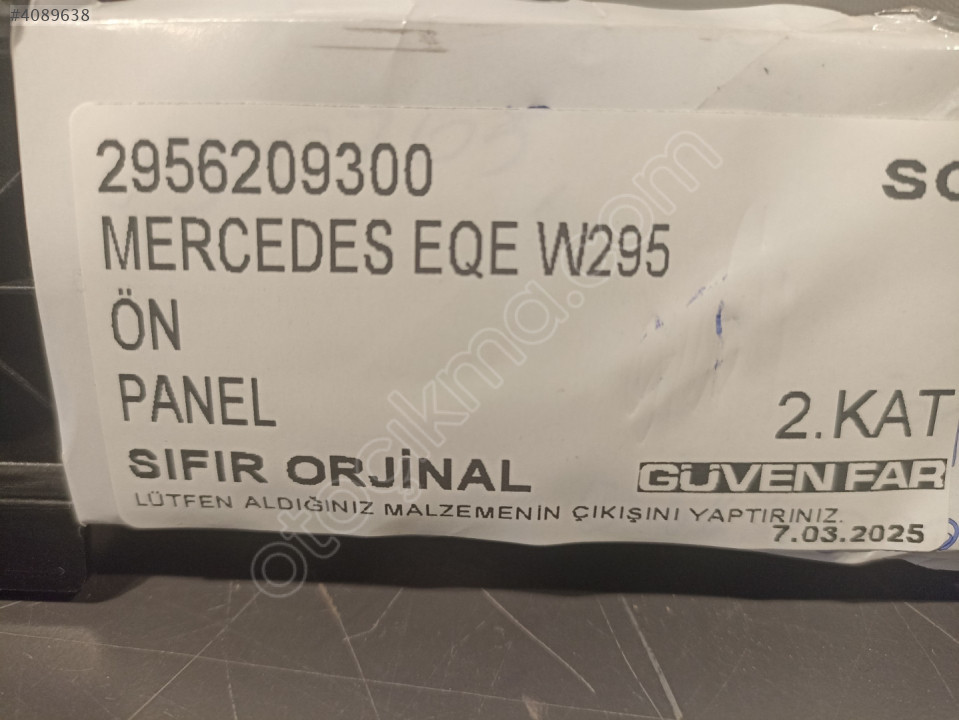 #4089638
2956209300
SO
MERCEDES EQE W295
ÖN
PANEL
2.KAT
SIFIR ORJİNAL
GÜVEN FAR
LÜTFEN ALDIĞINIZ MALZEMENİN ÇIKIŞINI YAPTIRINIZ.
7.03.2025
otoçıkma.com